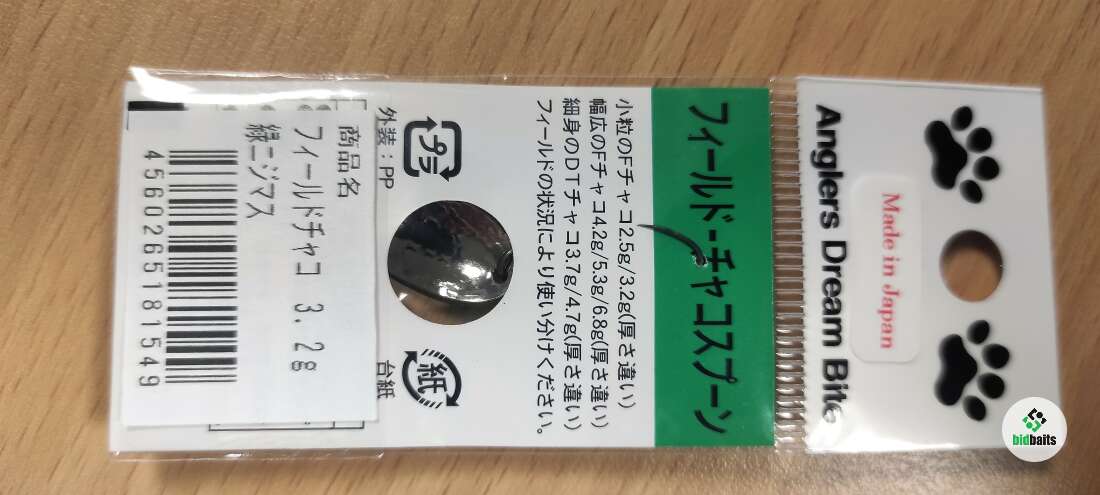 Made in Japan
Anglers Dream Bite
フィールド-チャコスプーン
小粒のFチャコ2.5g/3.2g(厚さ違い)
幅広のFチャコ4.2g/5.3g/6.8g(厚さ違い)
細身のDTチャコ3.7g/4.7g(厚さ違い)
フィールドの状況により使い分けください。
プラ
外装：PP
紙
台紙
商品名
フィールドチャコ 3.2g
緑ニジマス
4560265181549
bidbaits